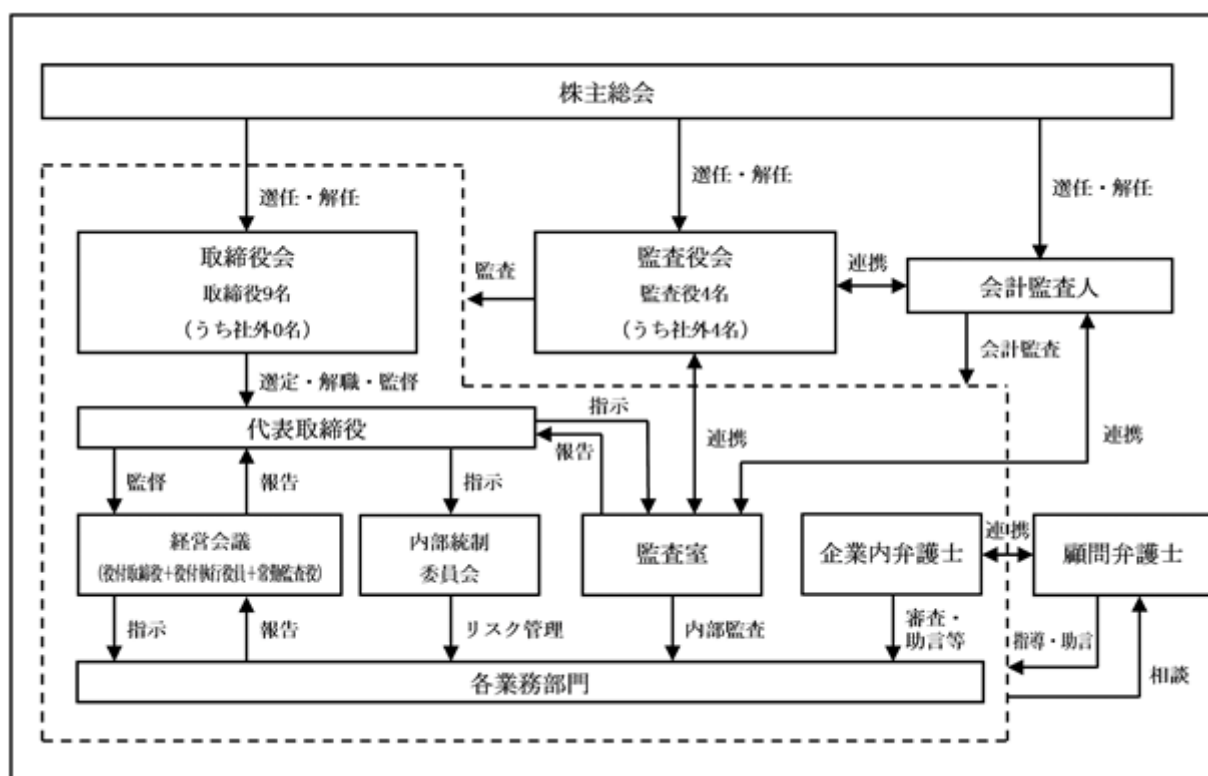 株主総会
選任・解任
選任・解任
選任・解任
取締役会
取締役9名
（うち社外0名）
監査
監査役会
監査役4名
（うち社外4名）
連携
会計監査人
会計監査
選定・解職・監督
代表取締役
指示
報告
連携
連携
監督
報告
指示
経営会議
（役付取締役＋役付執行役員＋常勤監査役）
内部統制
委員会
監査室
企業内弁護士
連携
顧問弁護士
指示
報告
リスク管理
内部監査
審査・
助言等
指導・助言
相談
各業務部門